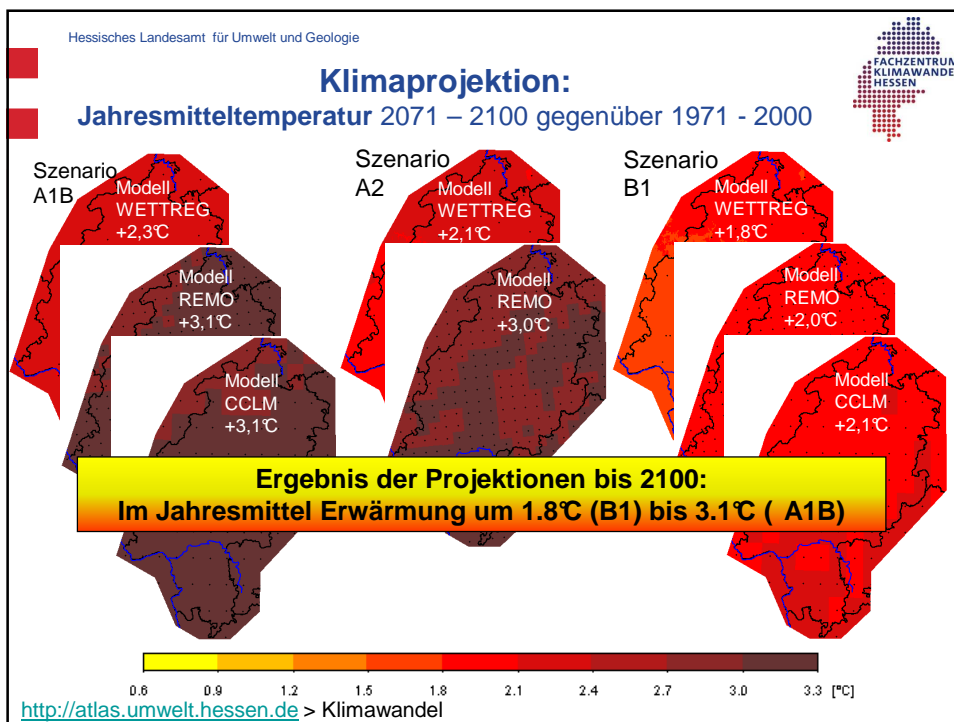 Hessisches Landesamt für Umwelt und Geologie
FACHZENTRUM
KLIMAWANDEL
HESSEN
Klimaprojektion:
Jahresmitteltemperatur 2071 – 2100 gegenüber 1971 - 2000
Szenario
A1B
Modell
WETTREG
+2,3°C
Modell
REMO
+3,1°C
Modell
CCLM
+3,1°C
Szenario
A2
Modell
WETTREG
+2,1°C
Modell
REMO
+3,0°C
Szenario
B1
Modell
WETTREG
+1,8°C
Modell
REMO
+2,0°C
Modell
CCLM
+2,1°C
Ergebnis der Projektionen bis 2100:
Im Jahresmittel Erwärmung um 1.8°C (B1) bis 3.1°C ( A1B)
0.6 0.9 1.2 1.5 1.8 2.1 2.4 2.7 3.0 3.3 [°C]
http://atlas.umwelt.hessen.de > Klimawandel